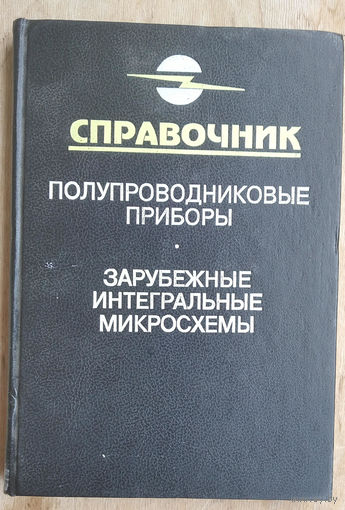 СПРАВОЧНИК
ПОЛУПРОВОДНИКОВЫЕ
ПРИБОРЫ
·
ЗАРУБЕЖНЫЕ
ИНТЕГРАЛЬНЫЕ
МИКРОСХЕМЫ